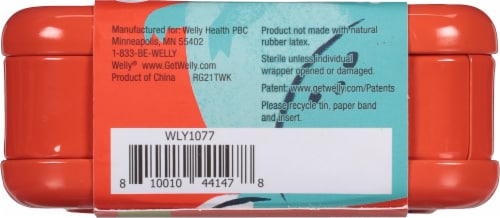 Manufactured for: Welly Health PBC
Minneapolis, MN 55402
1-833-BE-WELLY
Welly® www.GetWelly.com
Product of China RG21TWK
Product not made with natural
rubber latex.
Sterile unless individual
wrapper opened or damaged.
Patent: www.getwelly.com/Patents
Please recycle tin, paper band
and insert.
WLY1077
8 10010 44147 8